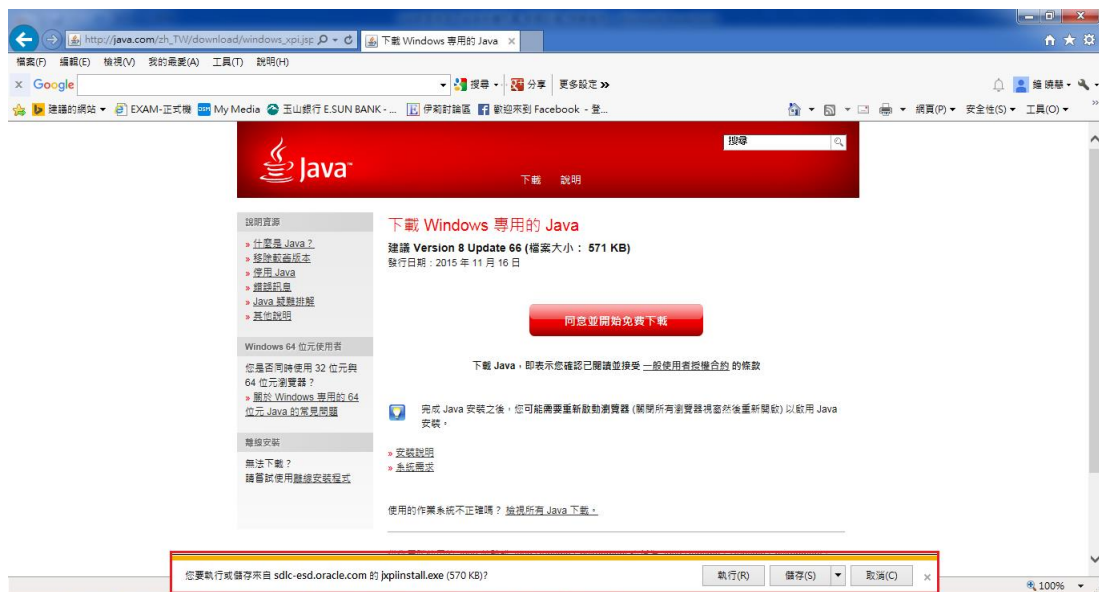 http://java.com/zh_TW/download/windows_xpi.jsp
下載 Windows 專用的 Java
檔案(F) 編輯(E) 檢視(V) 我的最愛(A) 工具(T) 說明(H)
x Google 搜尋 分享 更多設定 »
建議的網站 EXAM-正式機 My Media 玉山銀行 E.SUN BANK - ... 伊莉討論區 歡迎來到 Facebook - 登... 網頁(P) 安全性(S) 工具(O) »
搜尋
Java
下載 說明
說明資源
» 什麼是 Java?
» 移除較舊版本
» 停用 Java
» 錯誤訊息
» Java 疑難排解
» 其他說明
Windows 64 位元使用者
您是否同時使用 32 位元與
64 位元瀏覽器?
» 關於 Windows 專用的 64
位元 Java 的常見問題
離線安裝
無法下載?
請嘗試使用離線安裝程式
下載 Windows 專用的 Java
建議 Version 8 Update 66 (檔案大小: 571 KB)
發行日期:2015 年 11 月 16 日
同意並開始免費下載
下載 Java,即表示您確認已閱讀並接受 一般使用者授權合約 的條款
完成 Java 安裝之後,您可能需要重新啟動瀏覽器 (關閉所有瀏覽器視窗然後重新開啟) 以啟用 Java
安裝。
» 安裝說明
» 系統需求
使用的作業系統不正確嗎? 檢視所有 Java 下載。
您要執行或儲存來自 sdlc-esd.oracle.com 的 jxpiinstall.exe (570 KB)?
執行(R) 儲存(S) 取消(C) ×
100%